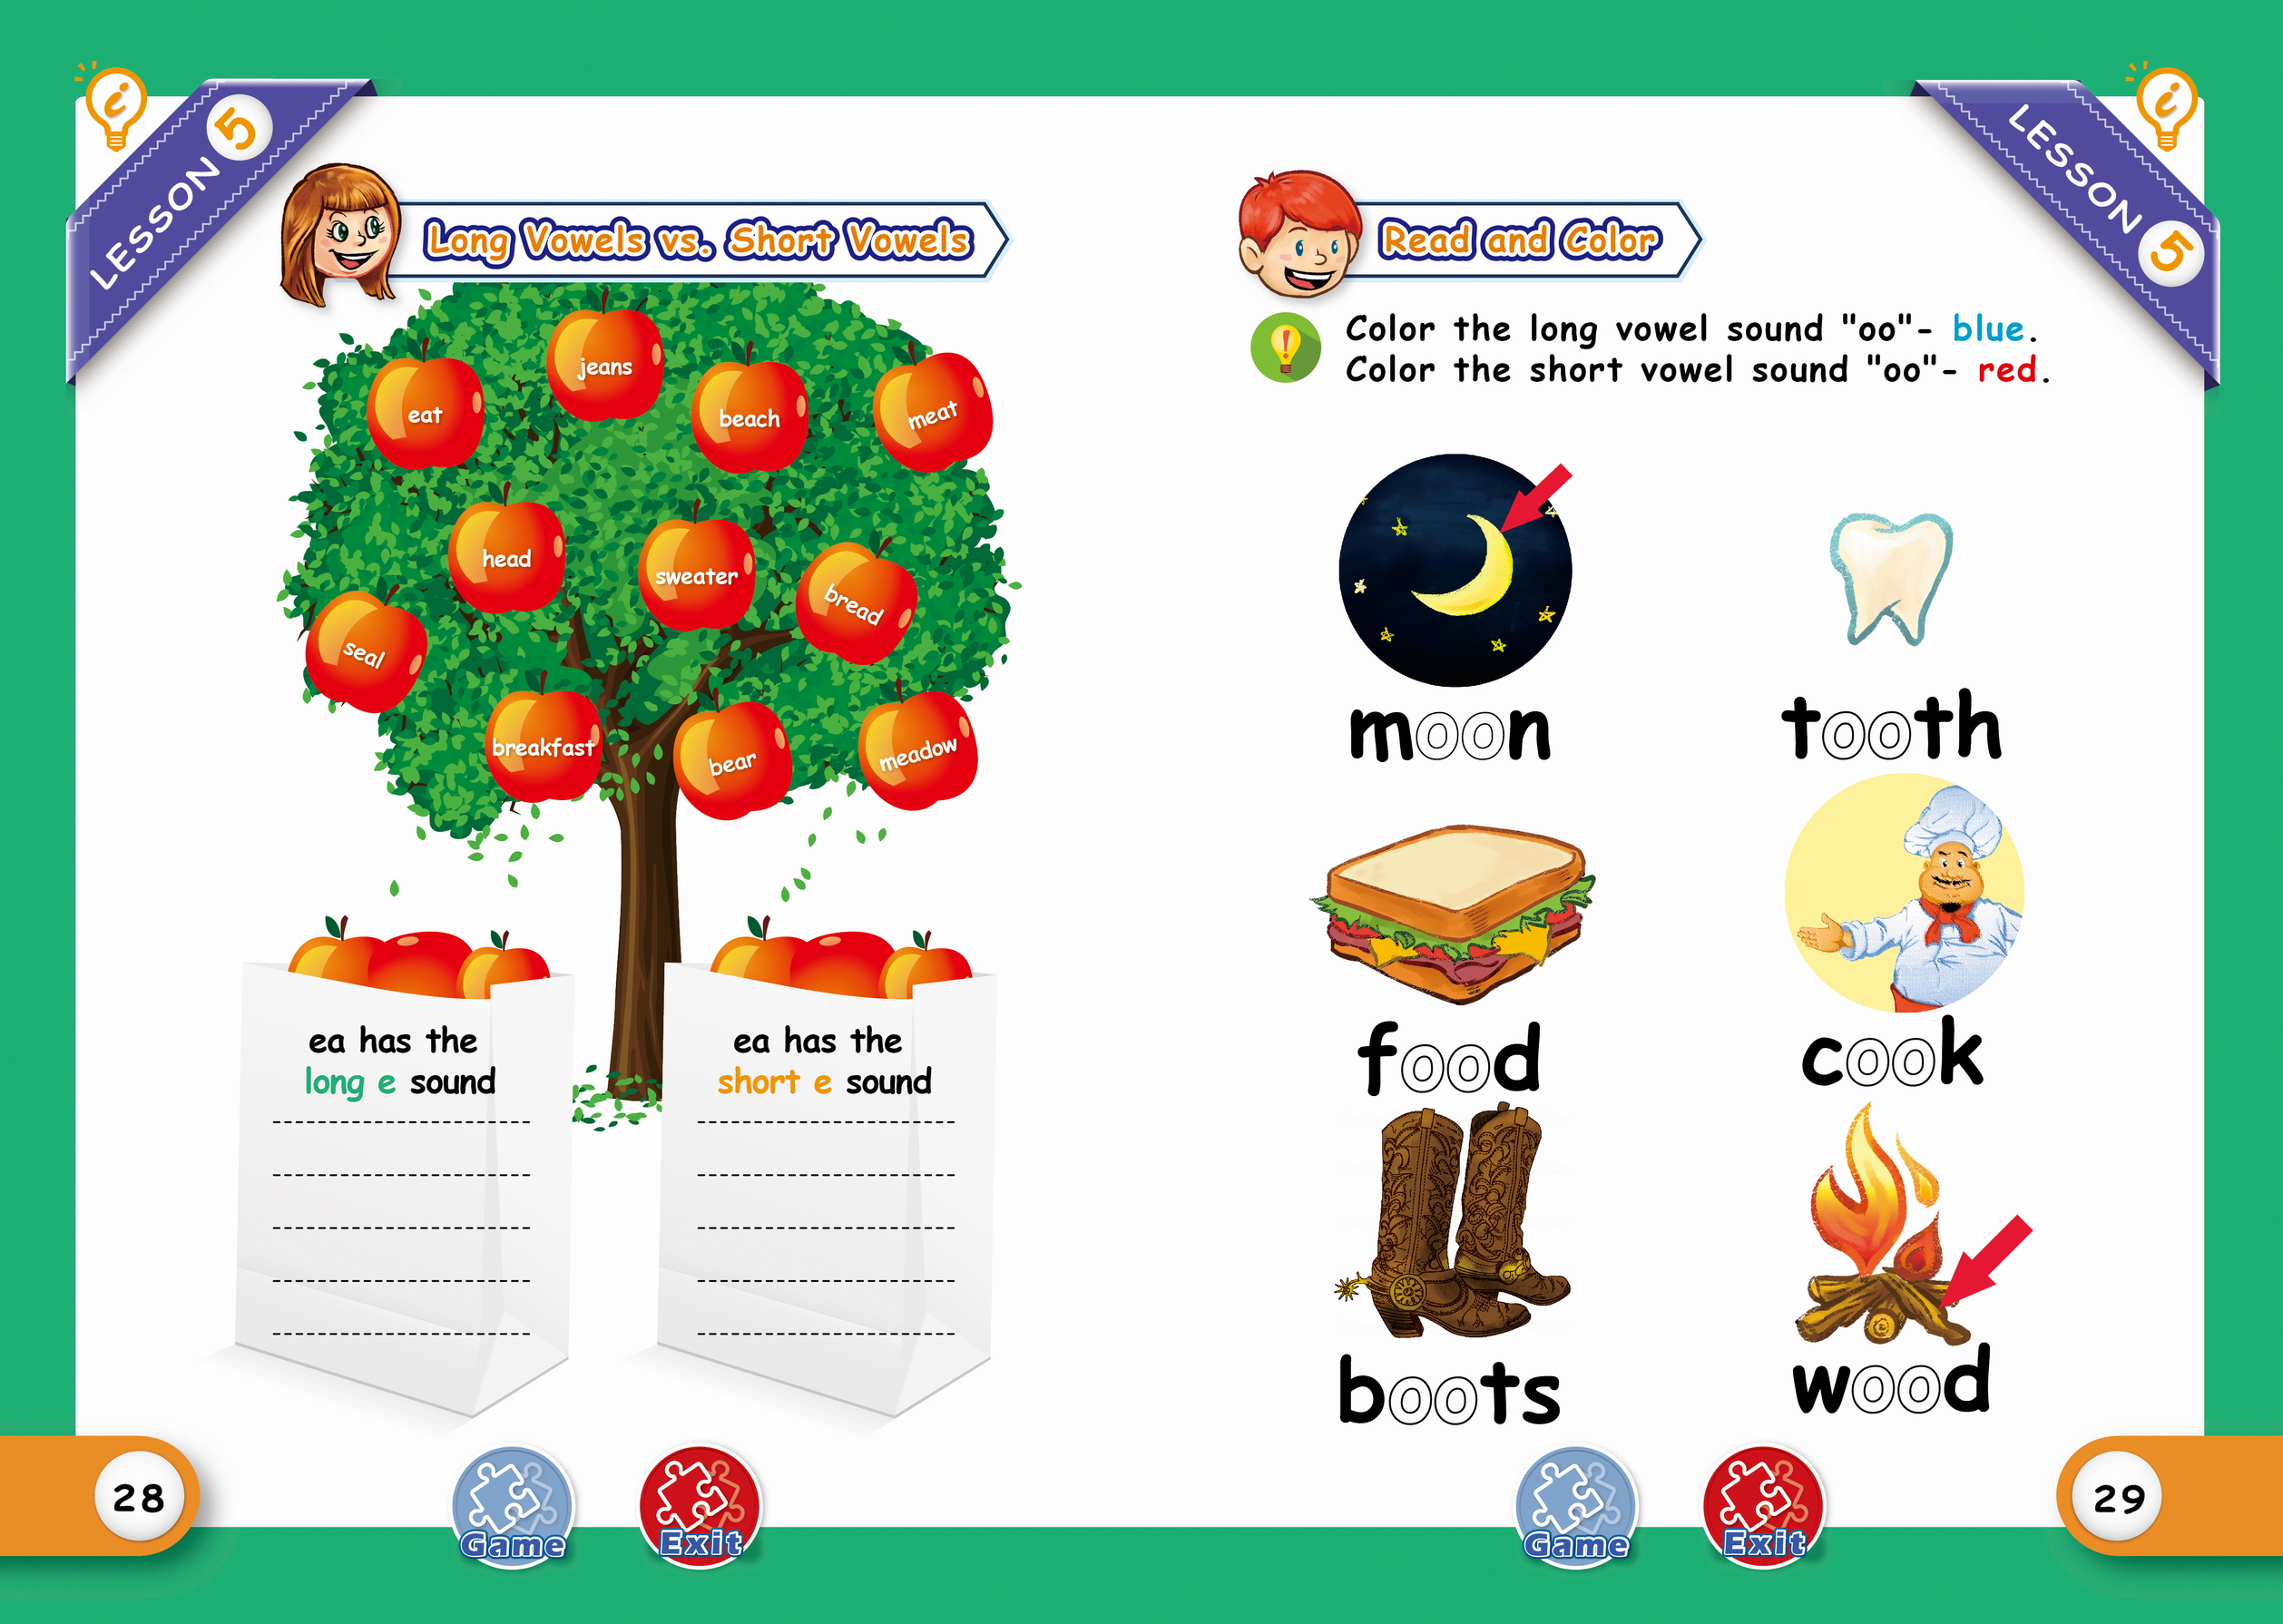 LESSON 5
Long Vowels vs. Short Vowels
jeans
eat
beach
meat
head
sweater
bread
seal
breakfast
bear
meadow
ea has the
long e sound
ea has the
short e sound
28
Game
Exit
LESSON 5
Read and Color
Color the long vowel sound "oo"- blue.
Color the short vowel sound "oo"- red.
moon
tooth
food
cook
boots
wood
Game
Exit
29